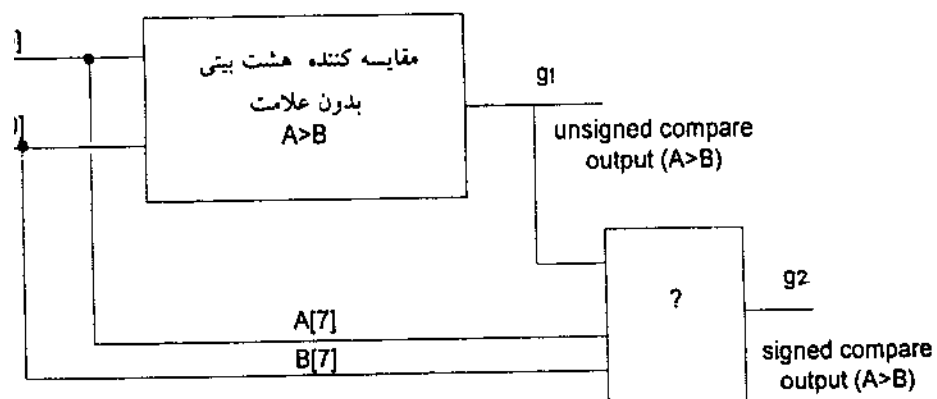 مقایسه کننده هشت بیتی
بدون علامت
A>B
g1
unsigned compare
output (A>B)
?
g2
A[7]
B[7]
signed compare
output (A>B)